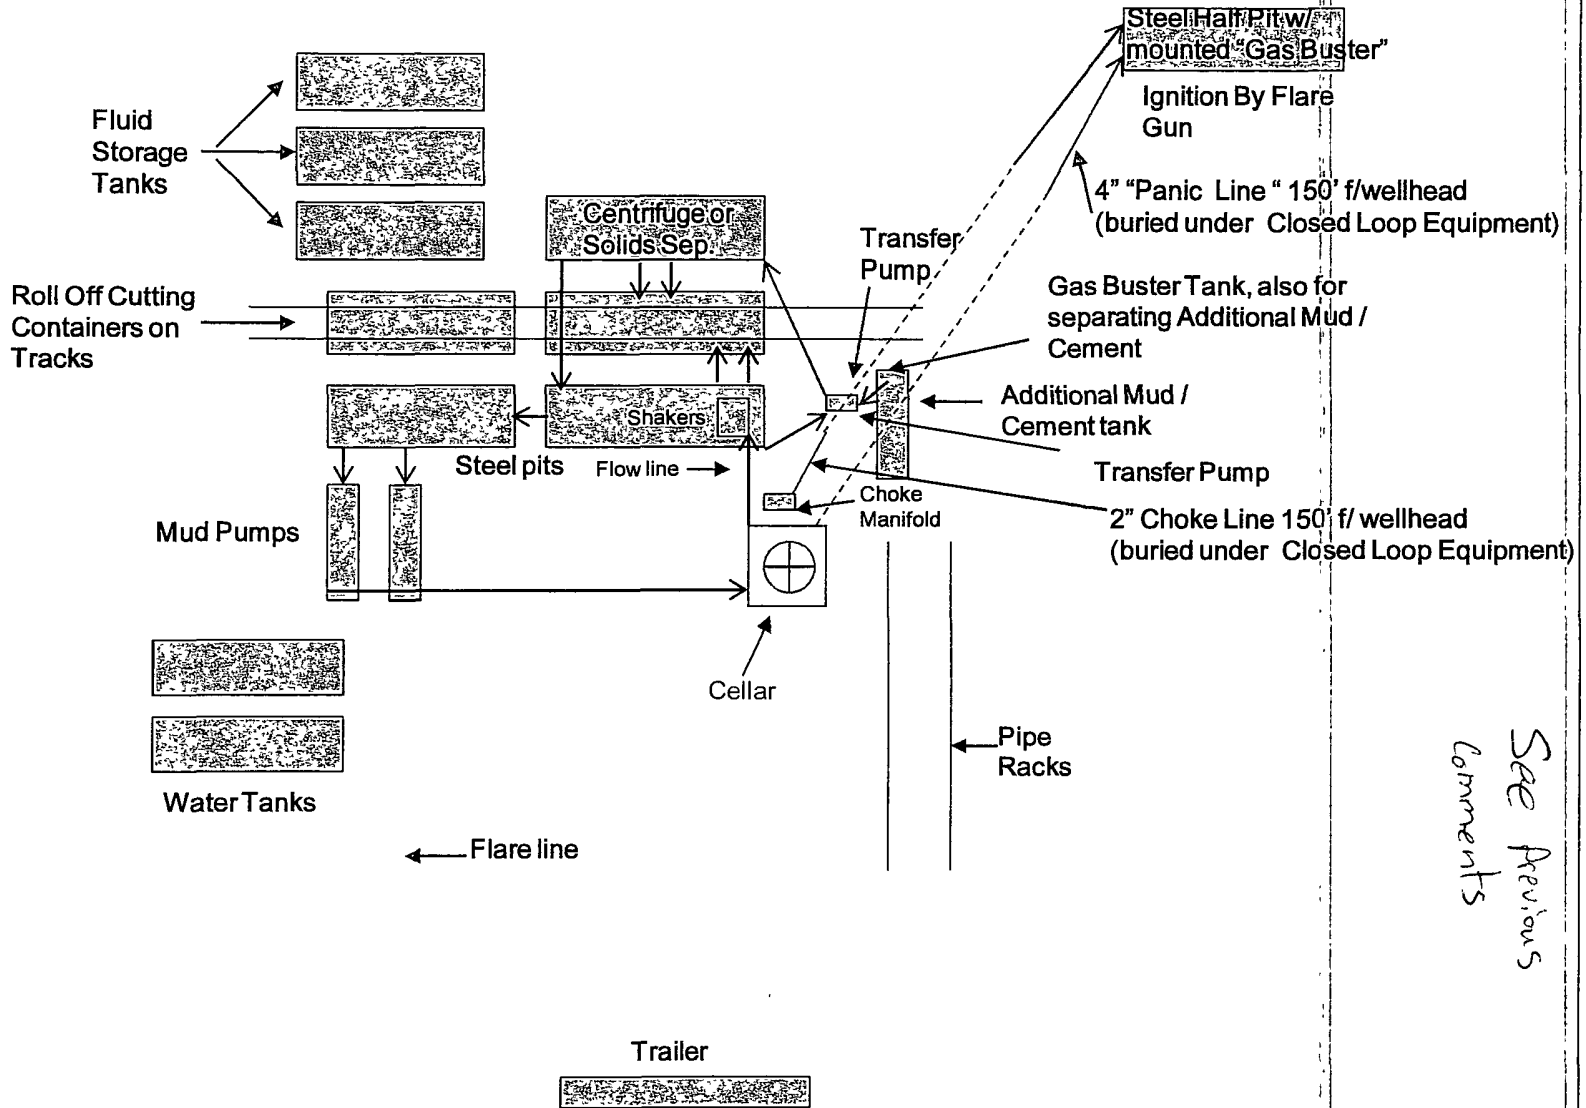 Steel Half Pit w/
mounted "Gas Buster"
Ignition By Flare
Gun
Fluid
Storage
Tanks
4" "Panic Line " 150' f/wellhead
(buried under Closed Loop Equipment)
Centrifuge or
Solids Sep.
Transfer
Pump
Roll Off Cutting
Containers on
Tracks
Gas Buster Tank, also for
separating Additional Mud /
Cement
Shakers
Additional Mud /
Cement tank
Steel pits
Flow line
Transfer Pump
Choke
Manifold
Mud Pumps
2" Choke Line 150' f/ wellhead
(buried under Closed Loop Equipment)
Cellar
Pipe
Racks
Water Tanks
Flare line
See Previous
Comments
Trailer